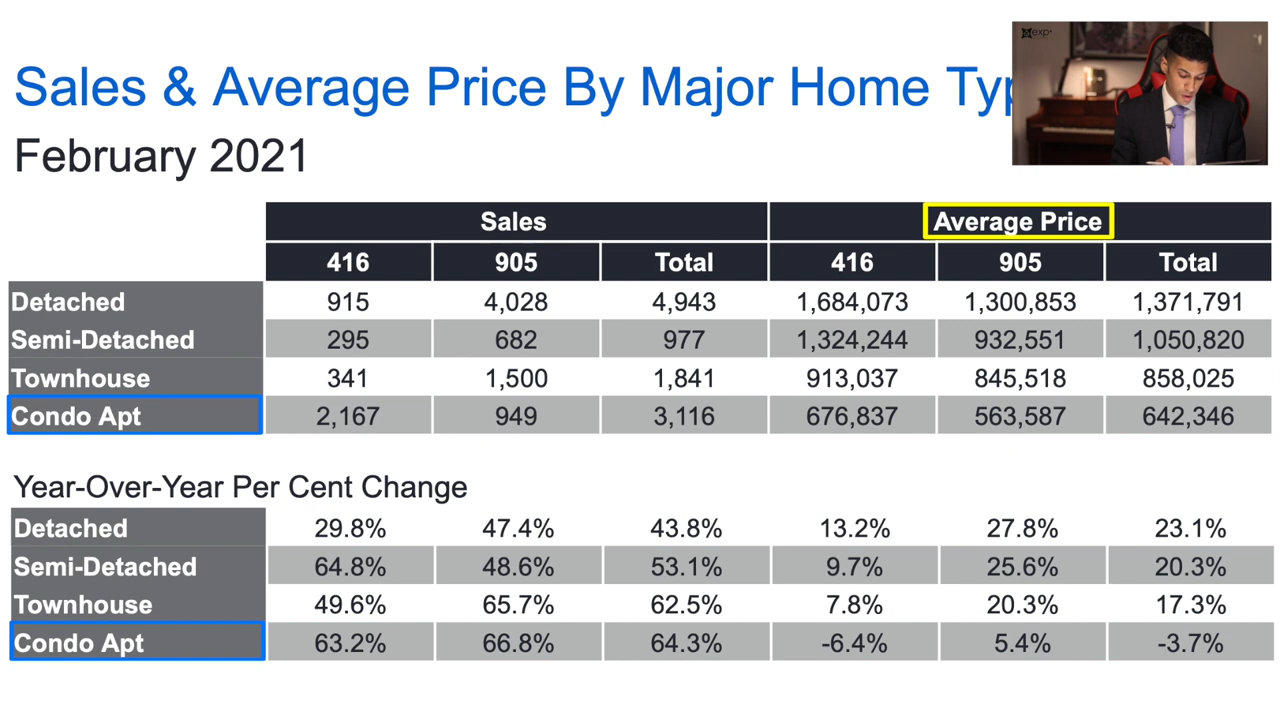 exp
Sales & Average Price By Major Home Typ
February 2021
Sales Average Price
416 905 Total 416 905 Total
Detached 915 4,028 4,943 1,684,073 1,300,853 1,371,791
Semi-Detached 295 682 977 1,324,244 932,551 1,050,820
Townhouse 341 1,500 1,841 913,037 845,518 858,025
Condo Apt 2,167 949 3,116 676,837 563,587 642,346
Year-Over-Year Per Cent Change
Detached 29.8% 47.4% 43.8% 13.2% 27.8% 23.1%
Semi-Detached 64.8% 48.6% 53.1% 9.7% 25.6% 20.3%
Townhouse 49.6% 65.7% 62.5% 7.8% 20.3% 17.3%
Condo Apt 63.2% 66.8% 64.3% -6.4% 5.4% -3.7%